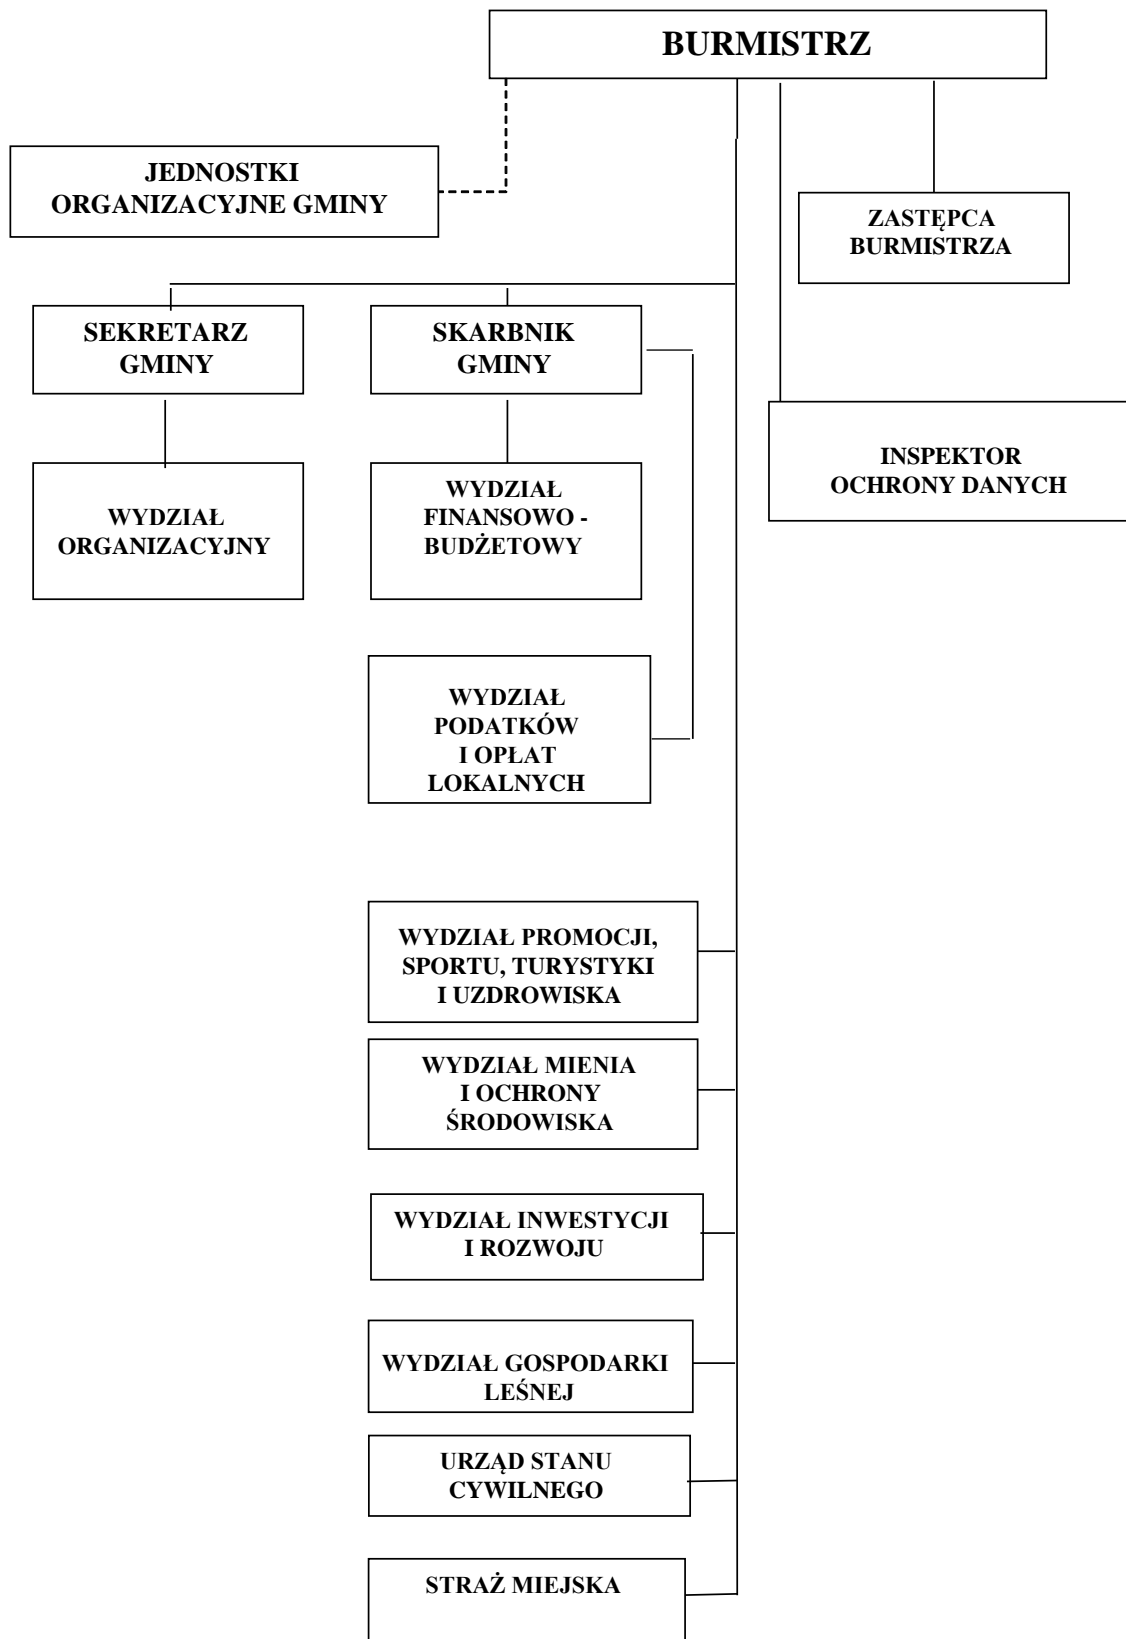 BURMISTRZ
JEDNOSTKI
ORGANIZACYJNE GMINY
ZASTĘPCA
BURMISTRZA
SEKRETARZ
GMINY
SKARBNIK
GMINY
INSPEKTOR
OCHRONY DANYCH
WYDZIAŁ
ORGANIZACYJNY
WYDZIAŁ
FINANSOWO -
BUDŻETOWY
WYDZIAŁ
PODATKÓW
I OPŁAT
LOKALNYCH
WYDZIAŁ PROMOCJI,
SPORTU, TURYSTYKI
I UZDROWISKA
WYDZIAŁ MIENIA
I OCHRONY
ŚRODOWISKA
WYDZIAŁ INWESTYCJI
I ROZWOJU
WYDZIAŁ GOSPODARKI
LEŚNEJ
URZĄD STANU
CYWILNEGO
STRAŻ MIEJSKA